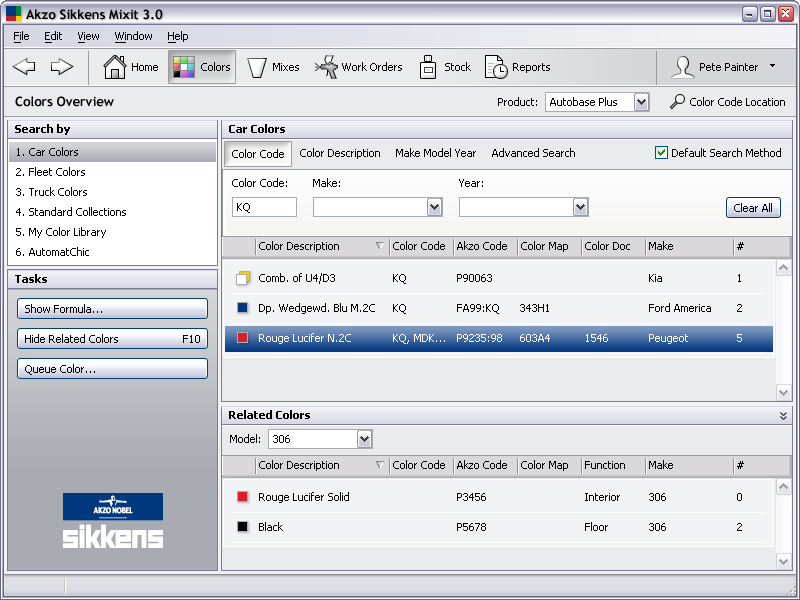 Akzo Sikkens Mixit 3.0
File Edit View Window Help
Home Colors Mixes Work Orders Stock Reports Pete Painter
Colors Overview Product: Autobase Plus Color Code Location
Search by
1. Car Colors
2. Fleet Colors
3. Truck Colors
4. Standard Collections
5. My Color Library
6. AutomatChic
Tasks
Show Formula...
Hide Related Colors F10
Queue Color...
AKZO NOBEL
sikkens
Car Colors
Color Code Color Description Make Model Year Advanced Search Default Search Method
Color Code: Make: Year:
KQ Clear All
Color Description Color Code Akzo Code Color Map Color Doc Make #
Comb. of U4/D3 KQ P90063 Kia 1
Dp. Wedgewd. Blu M.2C KQ FA99:KQ 343H1 Ford America 2
Rouge Lucifer N.2C KQ, MDK... P9235:98 603A4 1546 Peugeot 5
Related Colors
Model: 306
Color Description Color Code Akzo Code Color Map Function Make #
Rouge Lucifer Solid P3456 Interior 306 0
Black P5678 Floor 306 2